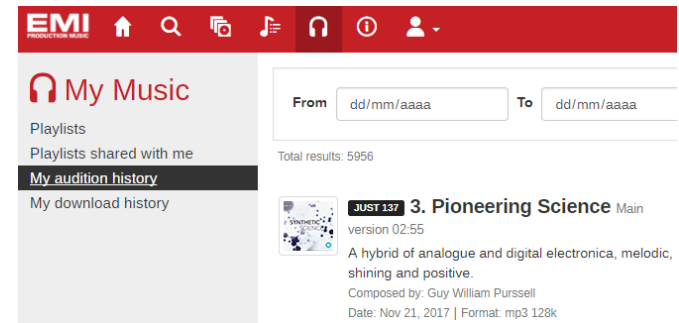 EMI
PRODUCTION MUSIC
My Music
Playlists
Playlists shared with me
My audition history
My download history
From dd/mm/aaaa To dd/mm/aaaa
Total results: 5956
SYNTHETIC
SCIENCE
JUST 137 3. Pioneering Science Main
version 02:55
A hybrid of analogue and digital electronica, melodic,
shining and positive.
Composed by: Guy William Purssell
Date: Nov 21, 2017 | Format: mp3 128k